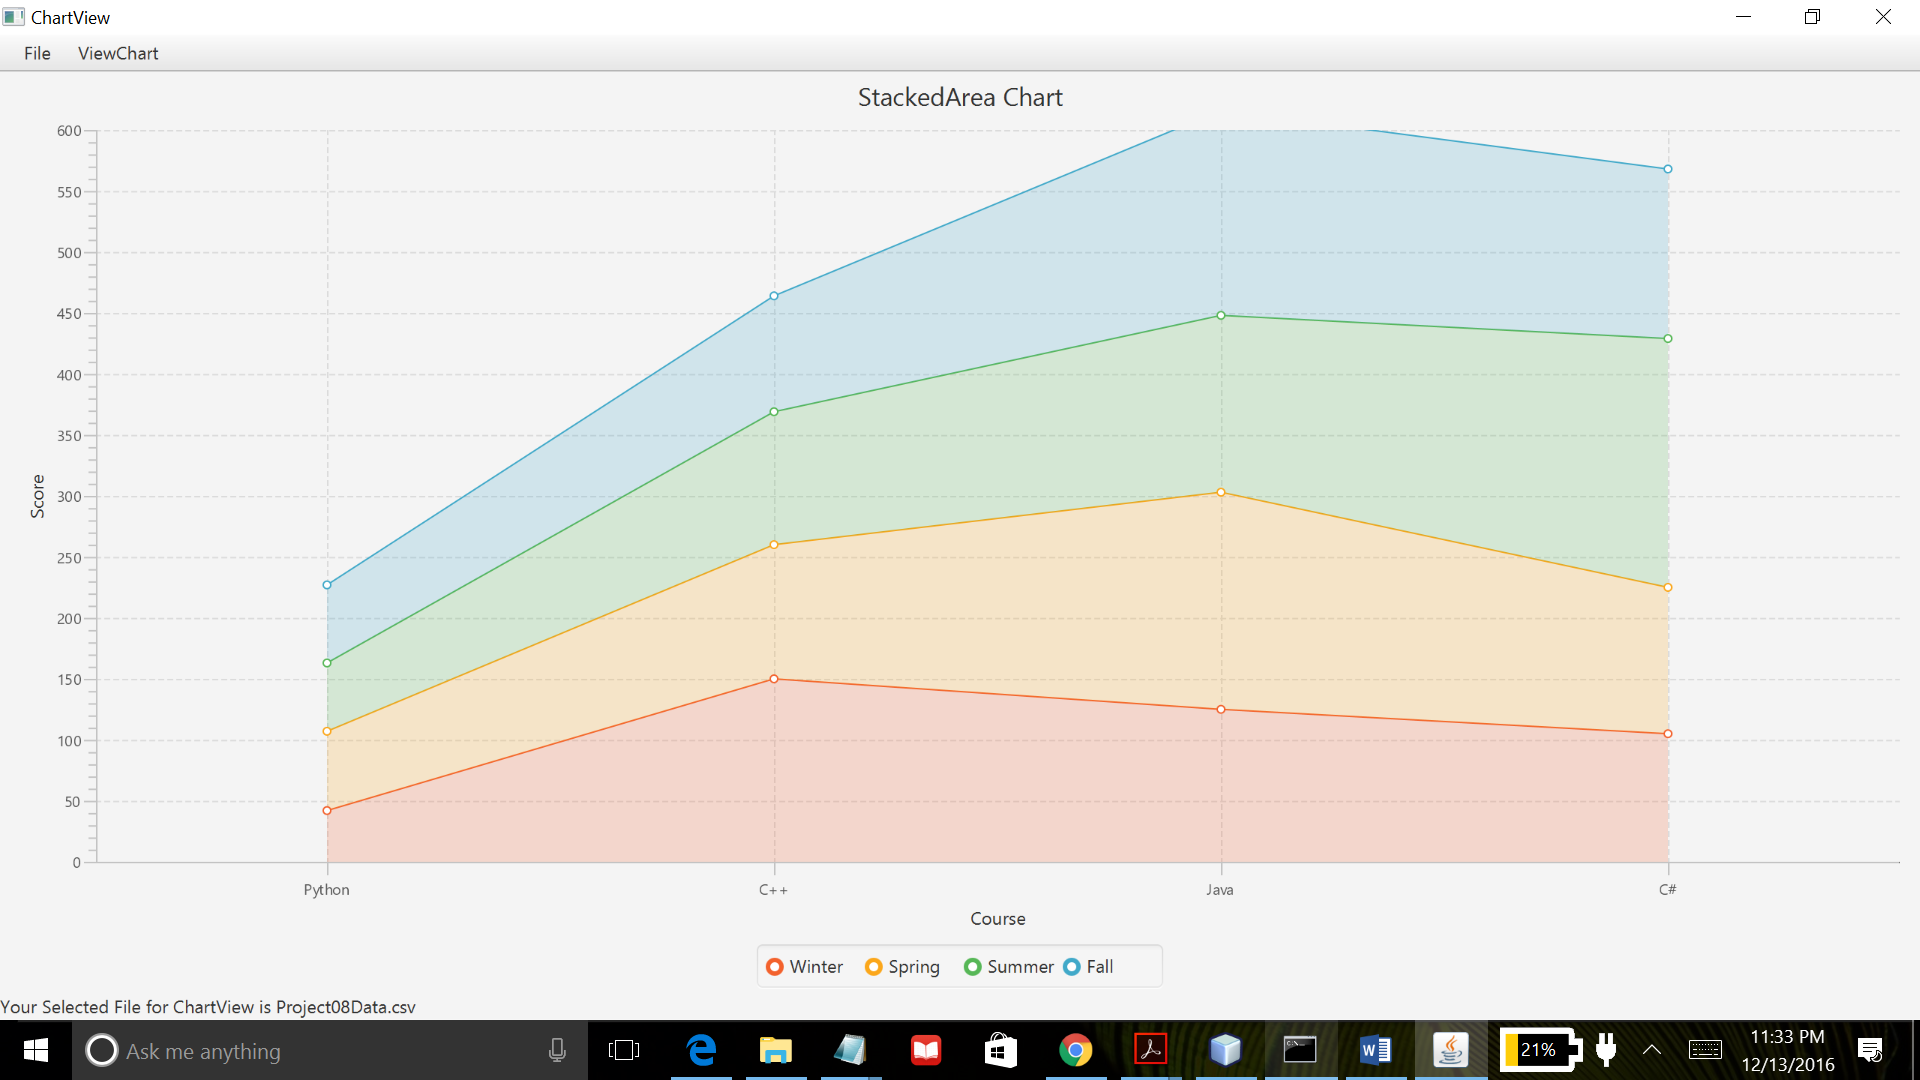 ChartView
File ViewChart
StackedArea Chart
600
550
500
450
400
350
300
250
200
150
100
50
0
Score
Python C++ Java C#
Course
Winter Spring Summer Fall
Your Selected File for ChartView is Project08Data.csv
Ask me anything
21%
11:33 PM
12/13/2016